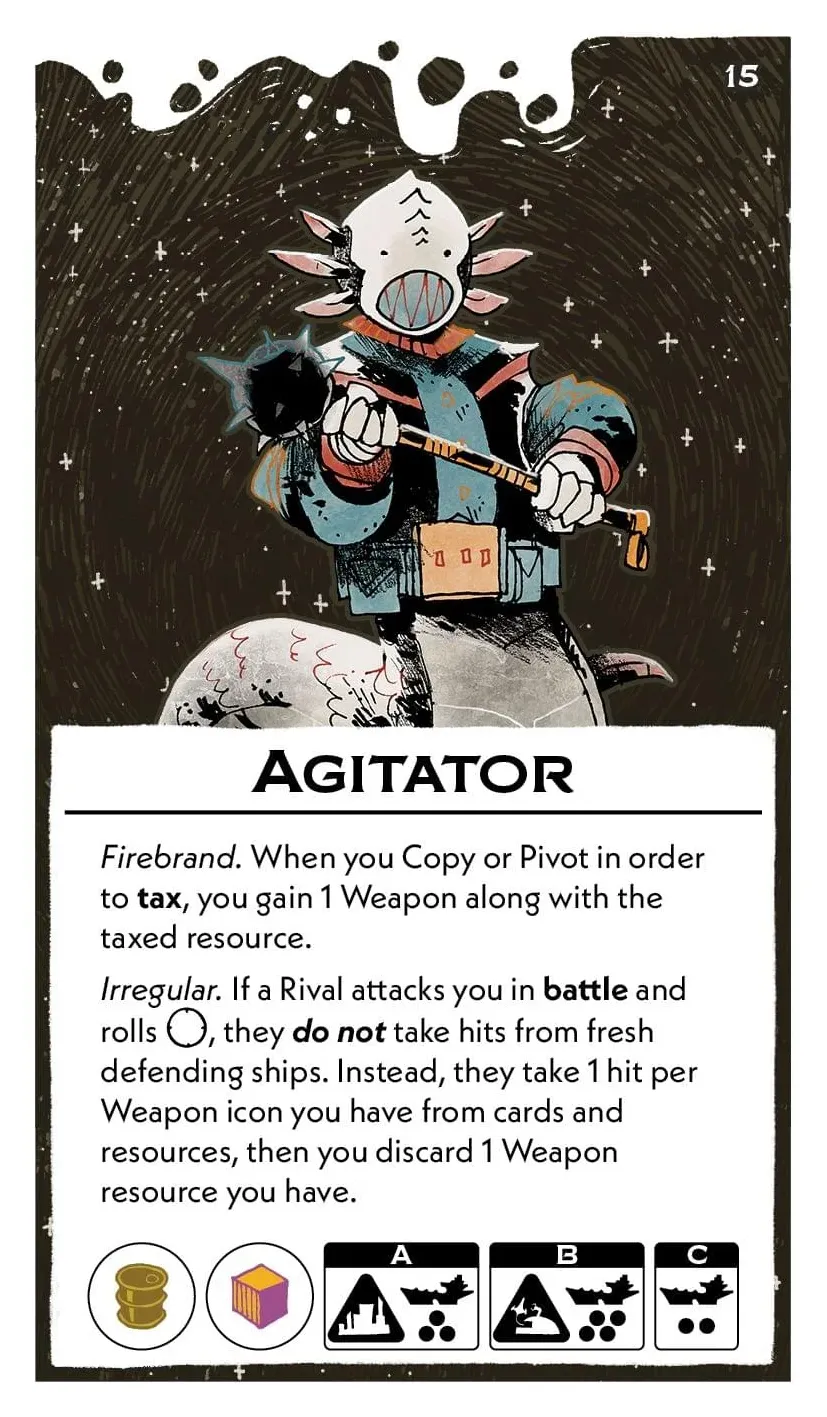 15
AGITATOR
Firebrand. When you Copy or Pivot in order
to tax, you gain 1 Weapon along with the
taxed resource.
Irregular. If a Rival attacks you in battle and
rolls , they do not take hits from fresh
defending ships. Instead, they take 1 hit per
Weapon icon you have from cards and
resources, then you discard 1 Weapon
resource you have.
A B C